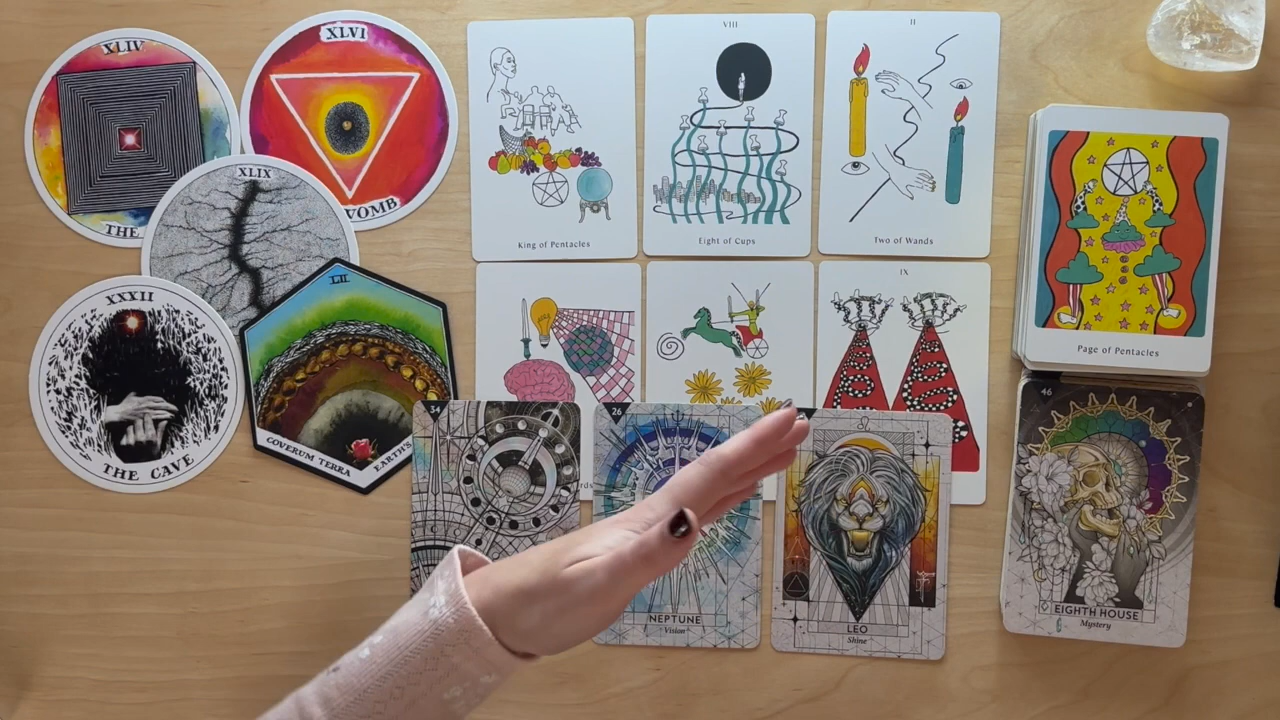 XLIV
THE
XLVI
WOMB
XLIX
XXXII
THE CAVE
LII
COVERUM TERRA
EARTH'S
King of Pentacles
VIII
Eight of Cups
II
Two of Wands
IX
Page of Pentacles
34
26
NEPTUNE
Vision
LEO
Shine
46
EIGHTH HOUSE
Mystery